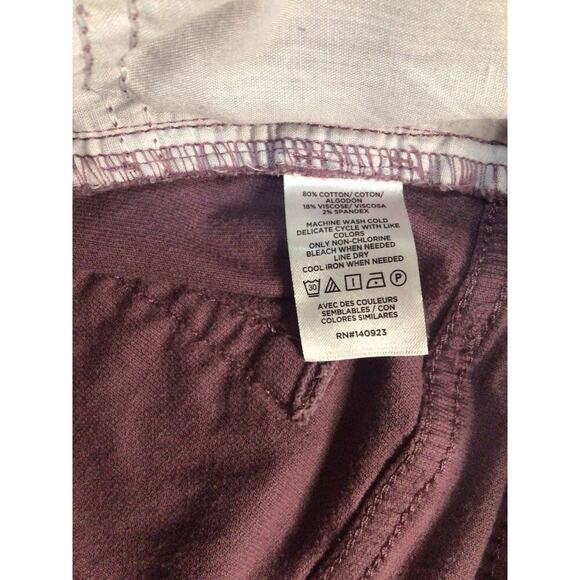 80% COTTON/ COTON/
ALGODÓN
18% VISCOSE/ VISCOSA
2% SPANDEX
MACHINE WASH COLD
DELICATE CYCLE WITH LIKE
COLORS
ONLY NON-CHLORINE
BLEACH WHEN NEEDED
LINE DRY
COOL IRON WHEN NEEDED
30 P
AVEC DES COULEURS
SEMBLABLES / CON
COLORES SIMILARES
RN#140923